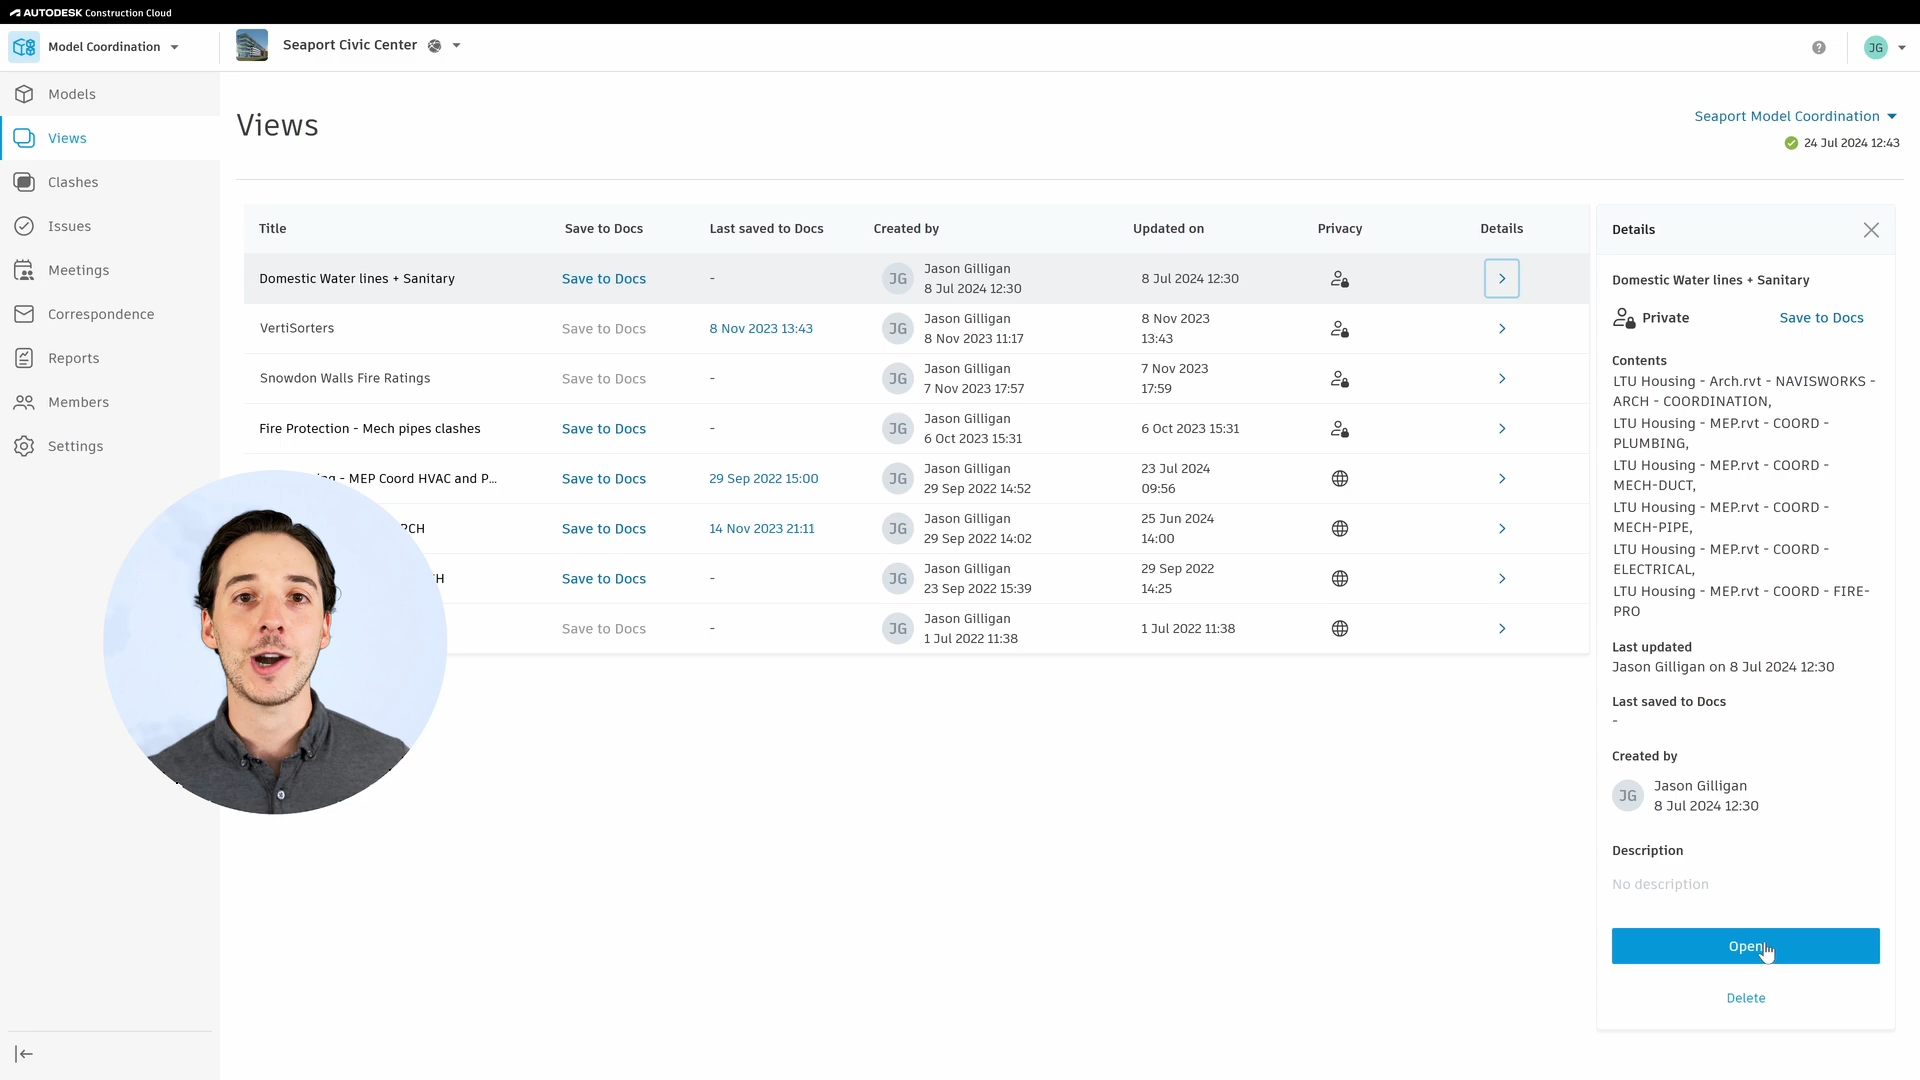 AUTODESK Construction Cloud
Model Coordination
Seaport Civic Center
JG
Models
Views
Clashes
Issues
Meetings
Correspondence
Reports
Members
Settings
Views
Seaport Model Coordination
24 Jul 2024 12:43
Title Save to Docs Last saved to Docs Created by Updated on Privacy Details
Domestic Water lines + Sanitary Save to Docs - JG Jason Gilligan 8 Jul 2024 12:30
8 Jul 2024 12:30
VertiSorters Save to Docs 8 Nov 2023 13:43 JG Jason Gilligan 8 Nov 2023
8 Nov 2023 11:17 13:43
Snowdon Walls Fire Ratings Save to Docs - JG Jason Gilligan 7 Nov 2023
7 Nov 2023 17:57 17:59
Fire Protection - Mech pipes clashes Save to Docs - JG Jason Gilligan 6 Oct 2023 15:31
6 Oct 2023 15:31
- MEP Coord HVAC and P... Save to Docs 29 Sep 2022 15:00 JG Jason Gilligan 23 Jul 2024
29 Sep 2022 14:52 09:56
Save to Docs 14 Nov 2023 21:11 JG Jason Gilligan 25 Jun 2024
29 Sep 2022 14:02 14:00
Save to Docs - JG Jason Gilligan 29 Sep 2022
23 Sep 2022 15:39 14:25
Save to Docs - JG Jason Gilligan 1 Jul 2022 11:38
1 Jul 2022 11:38
Details
Domestic Water lines + Sanitary
Private Save to Docs
Contents
LTU Housing - Arch.rvt - NAVISWORKS -
ARCH - COORDINATION,
LTU Housing - MEP.rvt - COORD -
PLUMBING,
LTU Housing - MEP.rvt - COORD -
MECH-DUCT,
LTU Housing - MEP.rvt - COORD -
MECH-PIPE,
LTU Housing - MEP.rvt - COORD -
ELECTRICAL,
LTU Housing - MEP.rvt - COORD - FIRE-
PRO
Last updated
Jason Gilligan on 8 Jul 2024 12:30
Last saved to Docs
-
Created by
JG Jason Gilligan
8 Jul 2024 12:30
Description
No description
Open
Delete